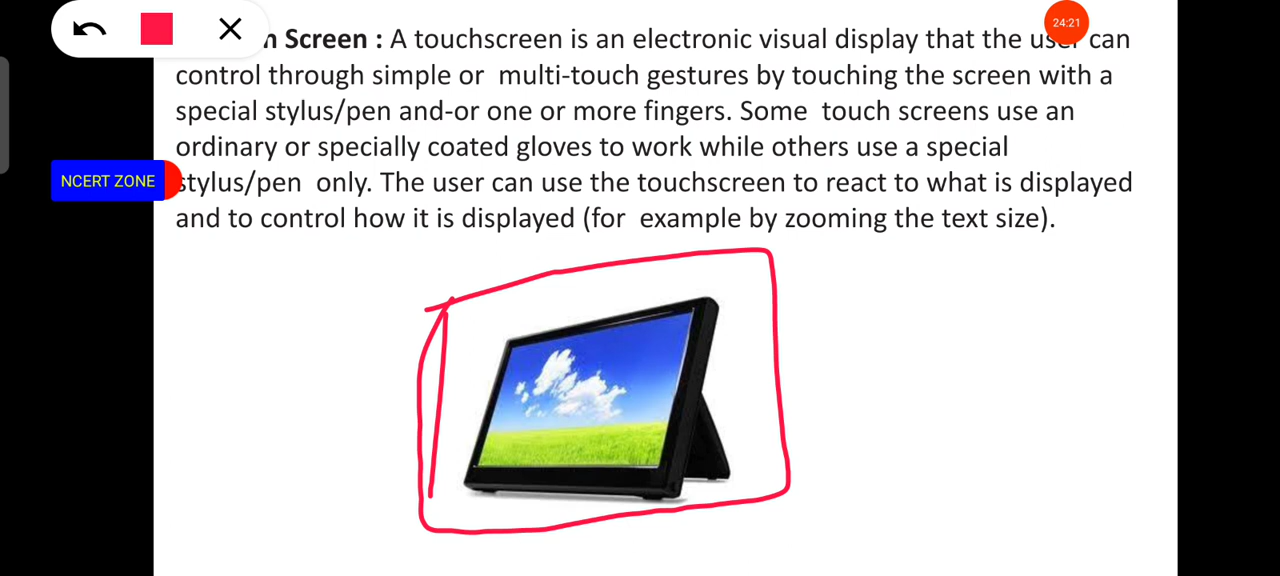 24:21
n Screen : A touchscreen is an electronic visual display that the user can
control through simple or multi-touch gestures by touching the screen with a
special stylus/pen and-or one or more fingers. Some touch screens use an
ordinary or specially coated gloves to work while others use a special
NCERT ZONE
stylus/pen only. The user can use the touchscreen to react to what is displayed
and to control how it is displayed (for example by zooming the text size).